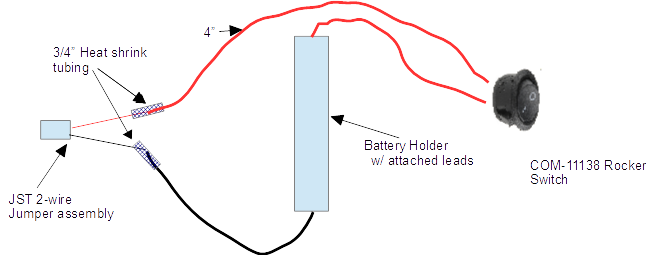 4”
3/4” Heat shrink
tubing
Battery Holder
w/ attached leads
COM-11138 Rocker
Switch
JST 2-wire
Jumper assembly